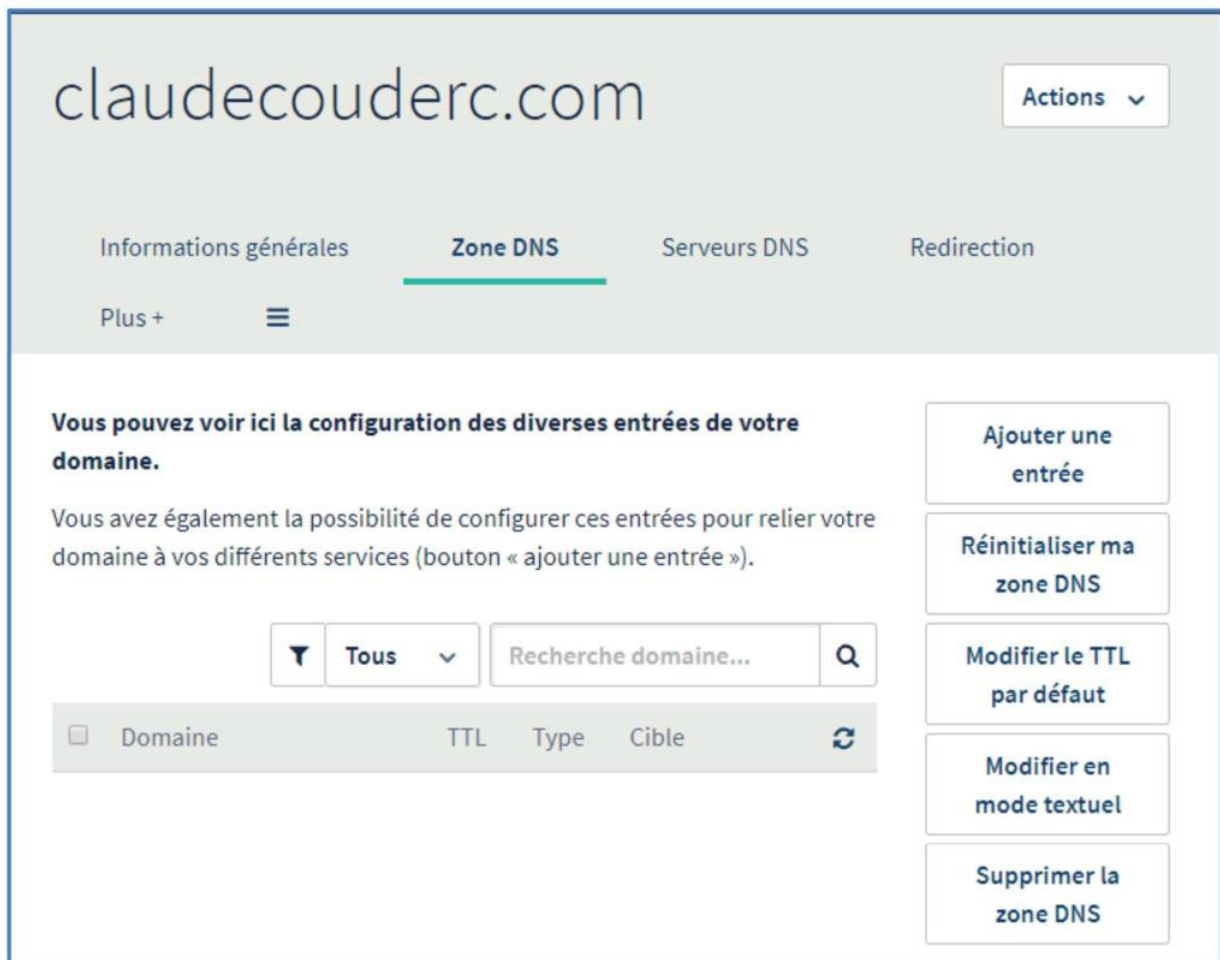 claudecouderc.com
Actions
Informations générales
Zone DNS
Serveurs DNS
Redirection
Plus +
Vous pouvez voir ici la configuration des diverses entrées de votre
domaine.
Vous avez également la possibilité de configurer ces entrées pour relier votre
domaine à vos différents services (bouton « ajouter une entrée »).
Tous
Recherche domaine...
Domaine
TTL
Type
Cible
Ajouter une
entrée
Réinitialiser ma
zone DNS
Modifier le TTL
par défaut
Modifier en
mode textuel
Supprimer la
zone DNS